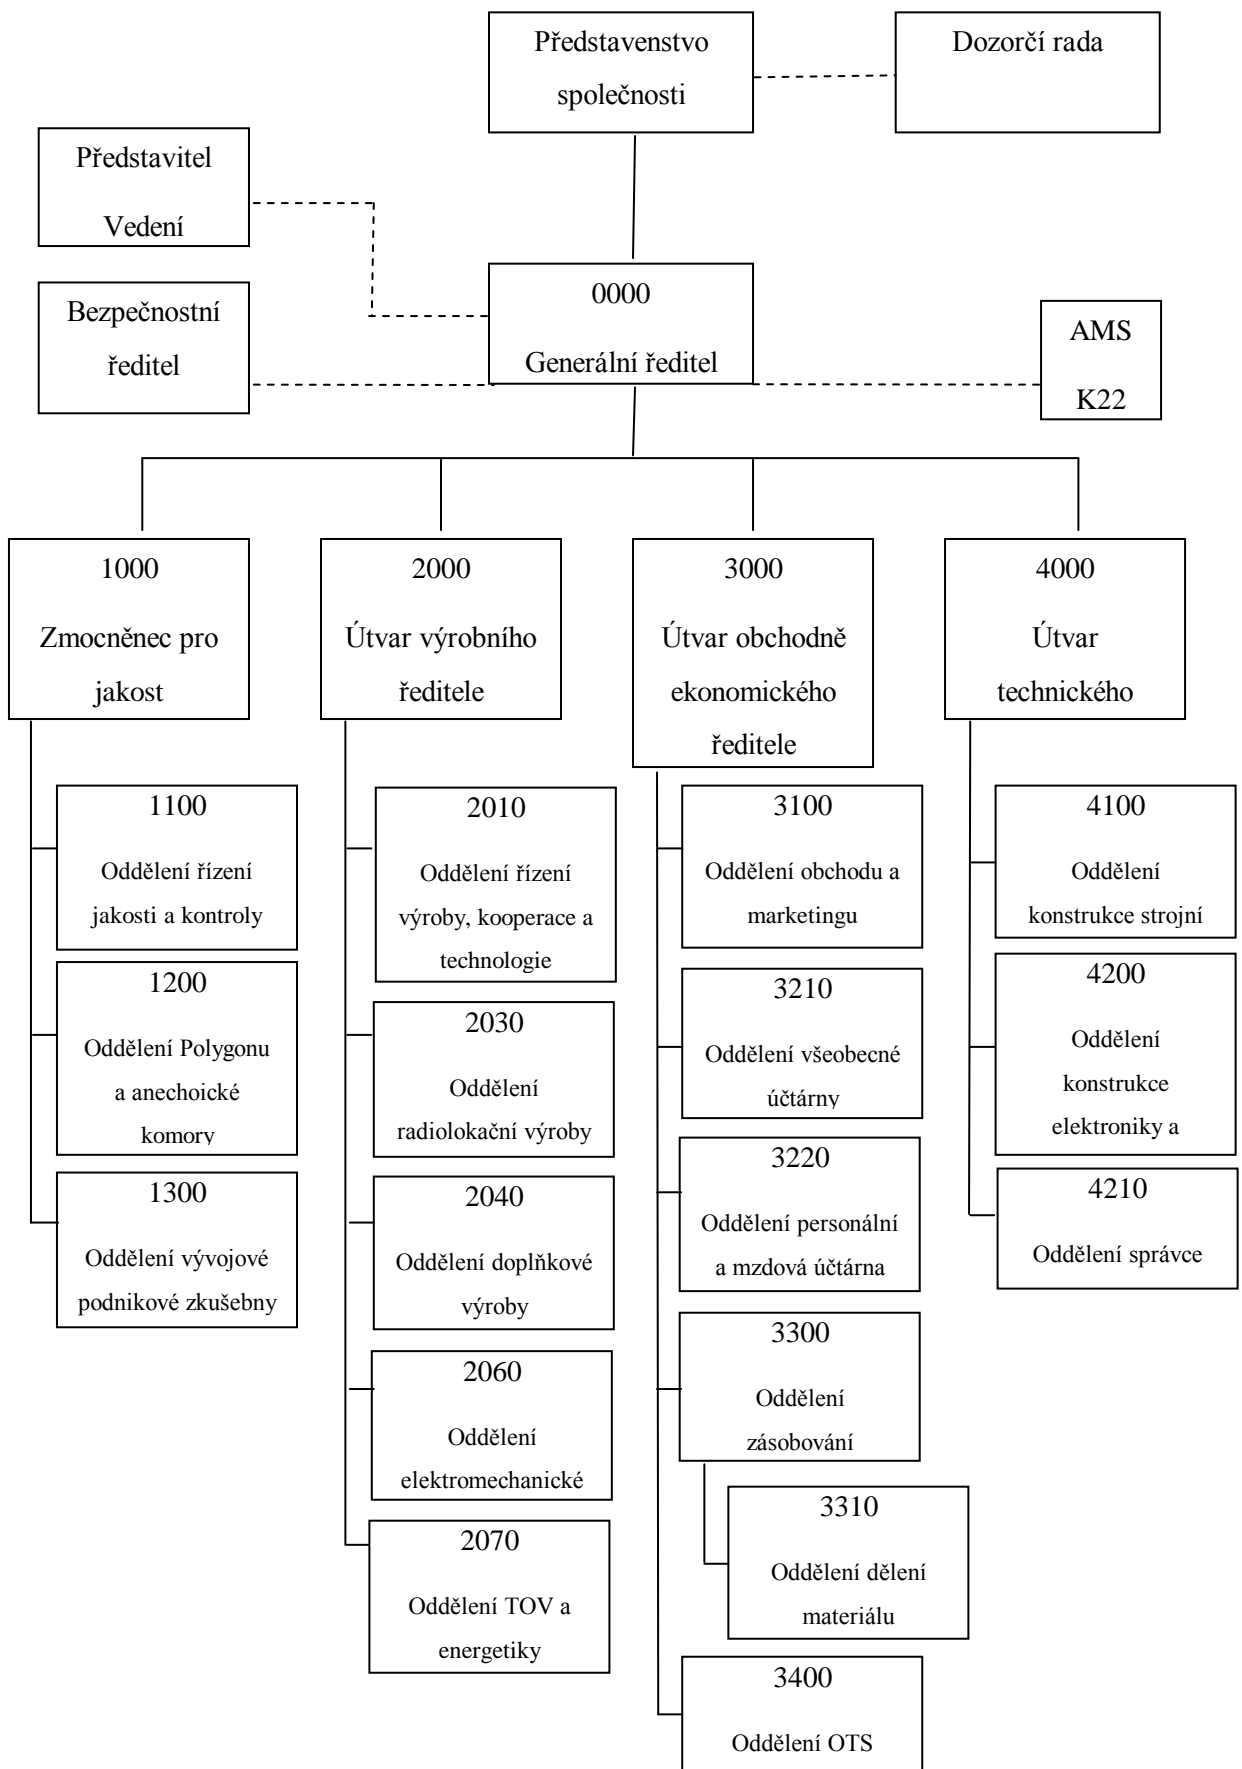 Představenstvo
společnosti
Dozorčí rada
Představitel
Vedení
Bezpečnostní
ředitel
0000
Generální ředitel
AMS
K22
1000
Zmocněnec pro
jakost
2000
Útvar výrobního
ředitele
3000
Útvar obchodně
ekonomického
ředitele
4000
Útvar
technického
1100
Oddělení řízení
jakosti a kontroly
1200
Oddělení Polygonu
a anechoické
komory
1300
Oddělení vývojové
podnikové zkušebny
2010
Oddělení řízení
výroby, kooperace a
technologie
2030
Oddělení
radiolokační výroby
2040
Oddělení doplňkové
výroby
2060
Oddělení
elektromechanické
2070
Oddělení TOV a
energetiky
3100
Oddělení obchodu a
marketingu
3210
Oddělení všeobecné
účtárny
3220
Oddělení personální
a mzdová účtárna
3300
Oddělení
zásobování
3310
Oddělení dělení
materiálu
3400
Oddělení OTS
4100
Oddělení
konstrukce strojní
4200
Oddělení
konstrukce
elektroniky a
4210
Oddělení správce